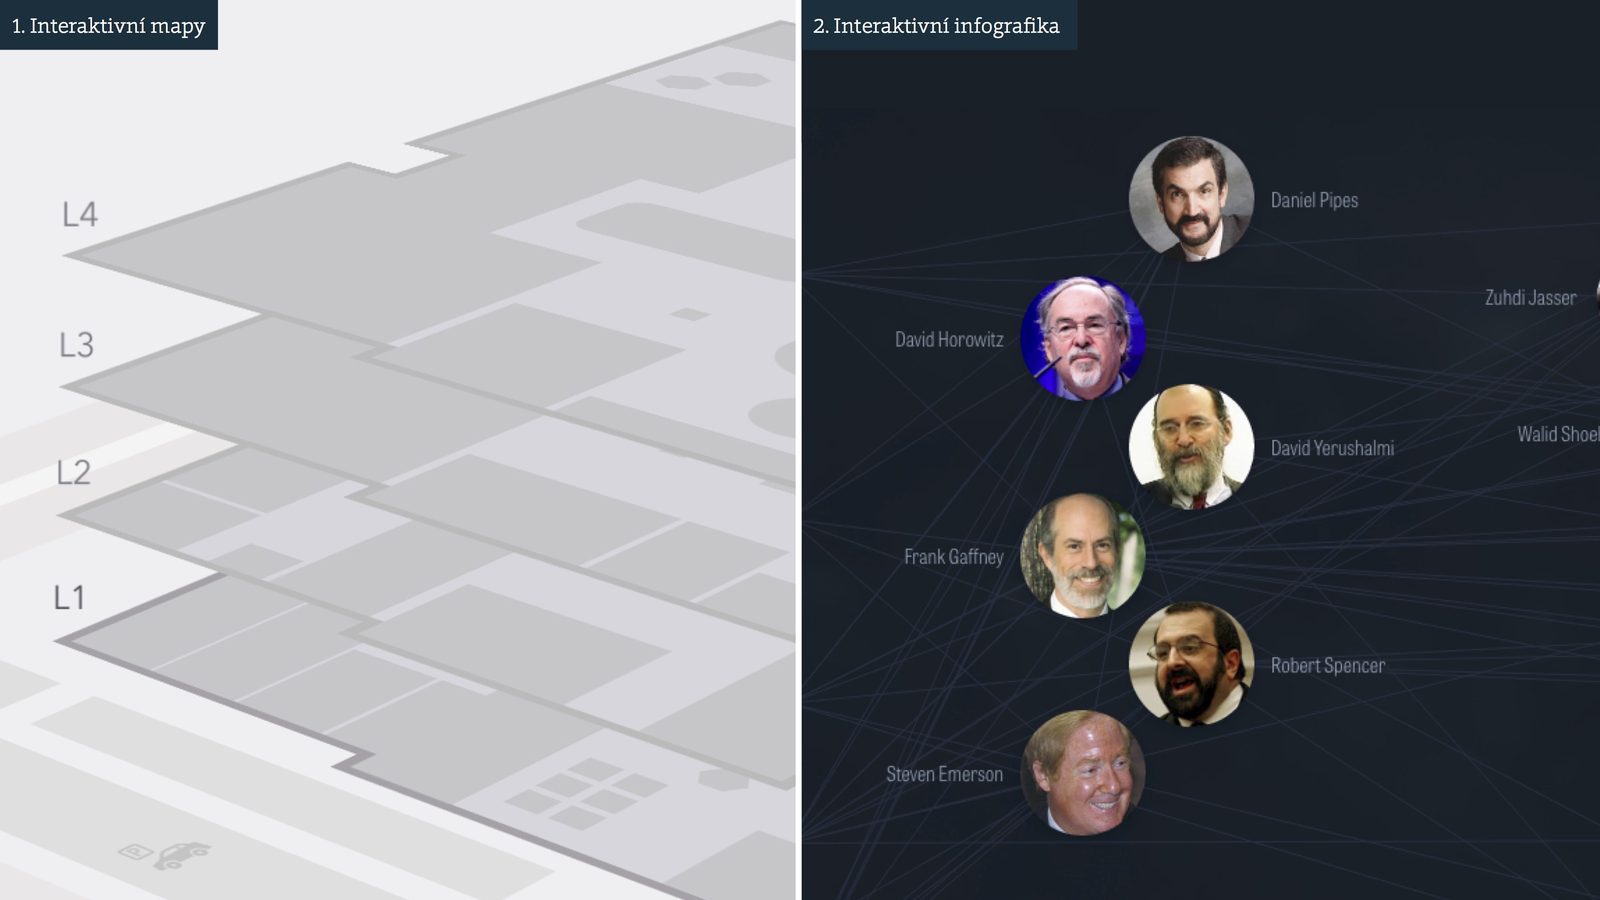 1. Interaktivní mapy
L4
L3
L2
L1
P
2. Interaktivní infografika
Daniel Pipes
Zuhdi Jasser
David Horowitz
Walid Shoe
David Yerushalmi
Frank Gaffney
Robert Spencer
Steven Emerson